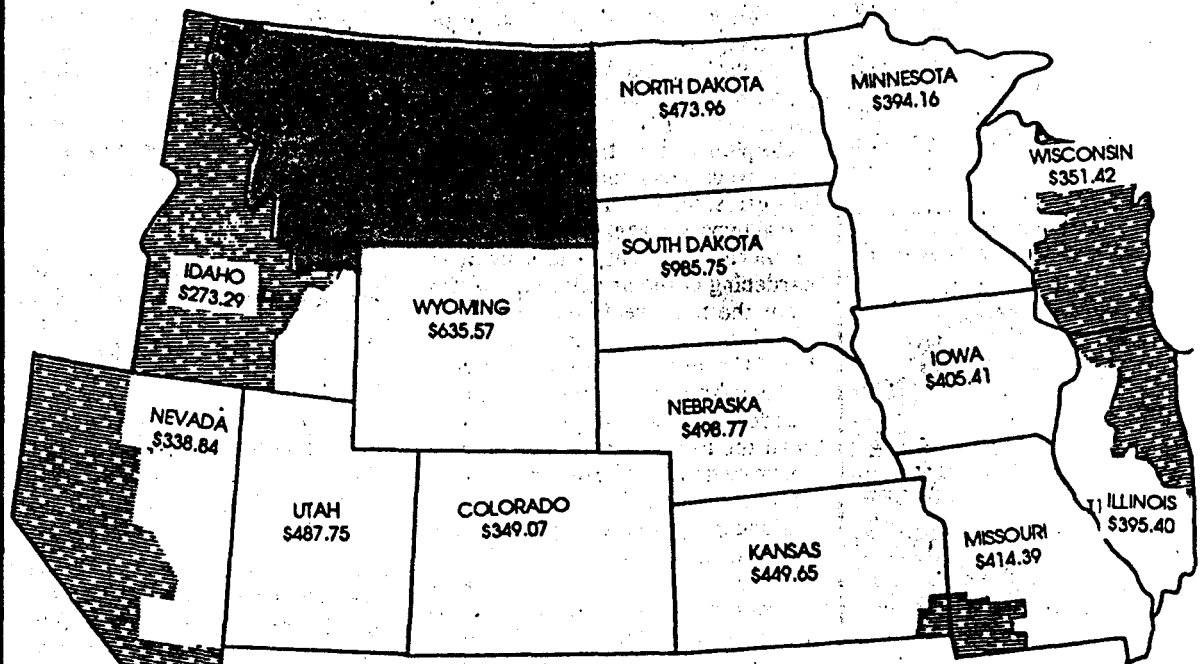 NORTH DAKOTA
$473.96
MINNESOTA
$394.16
WISCONSIN
$351.42
SOUTH DAKOTA
$985.75
IDAHO
$273.29
WYOMING
$635.57
IOWA
$405.41
NEVADA
$338.84
NEBRASKA
$498.77
UTAH
$487.75
COLORADO
$349.07
KANSAS
$449.65
MISSOURI
$414.39
ILLINOIS
$395.40